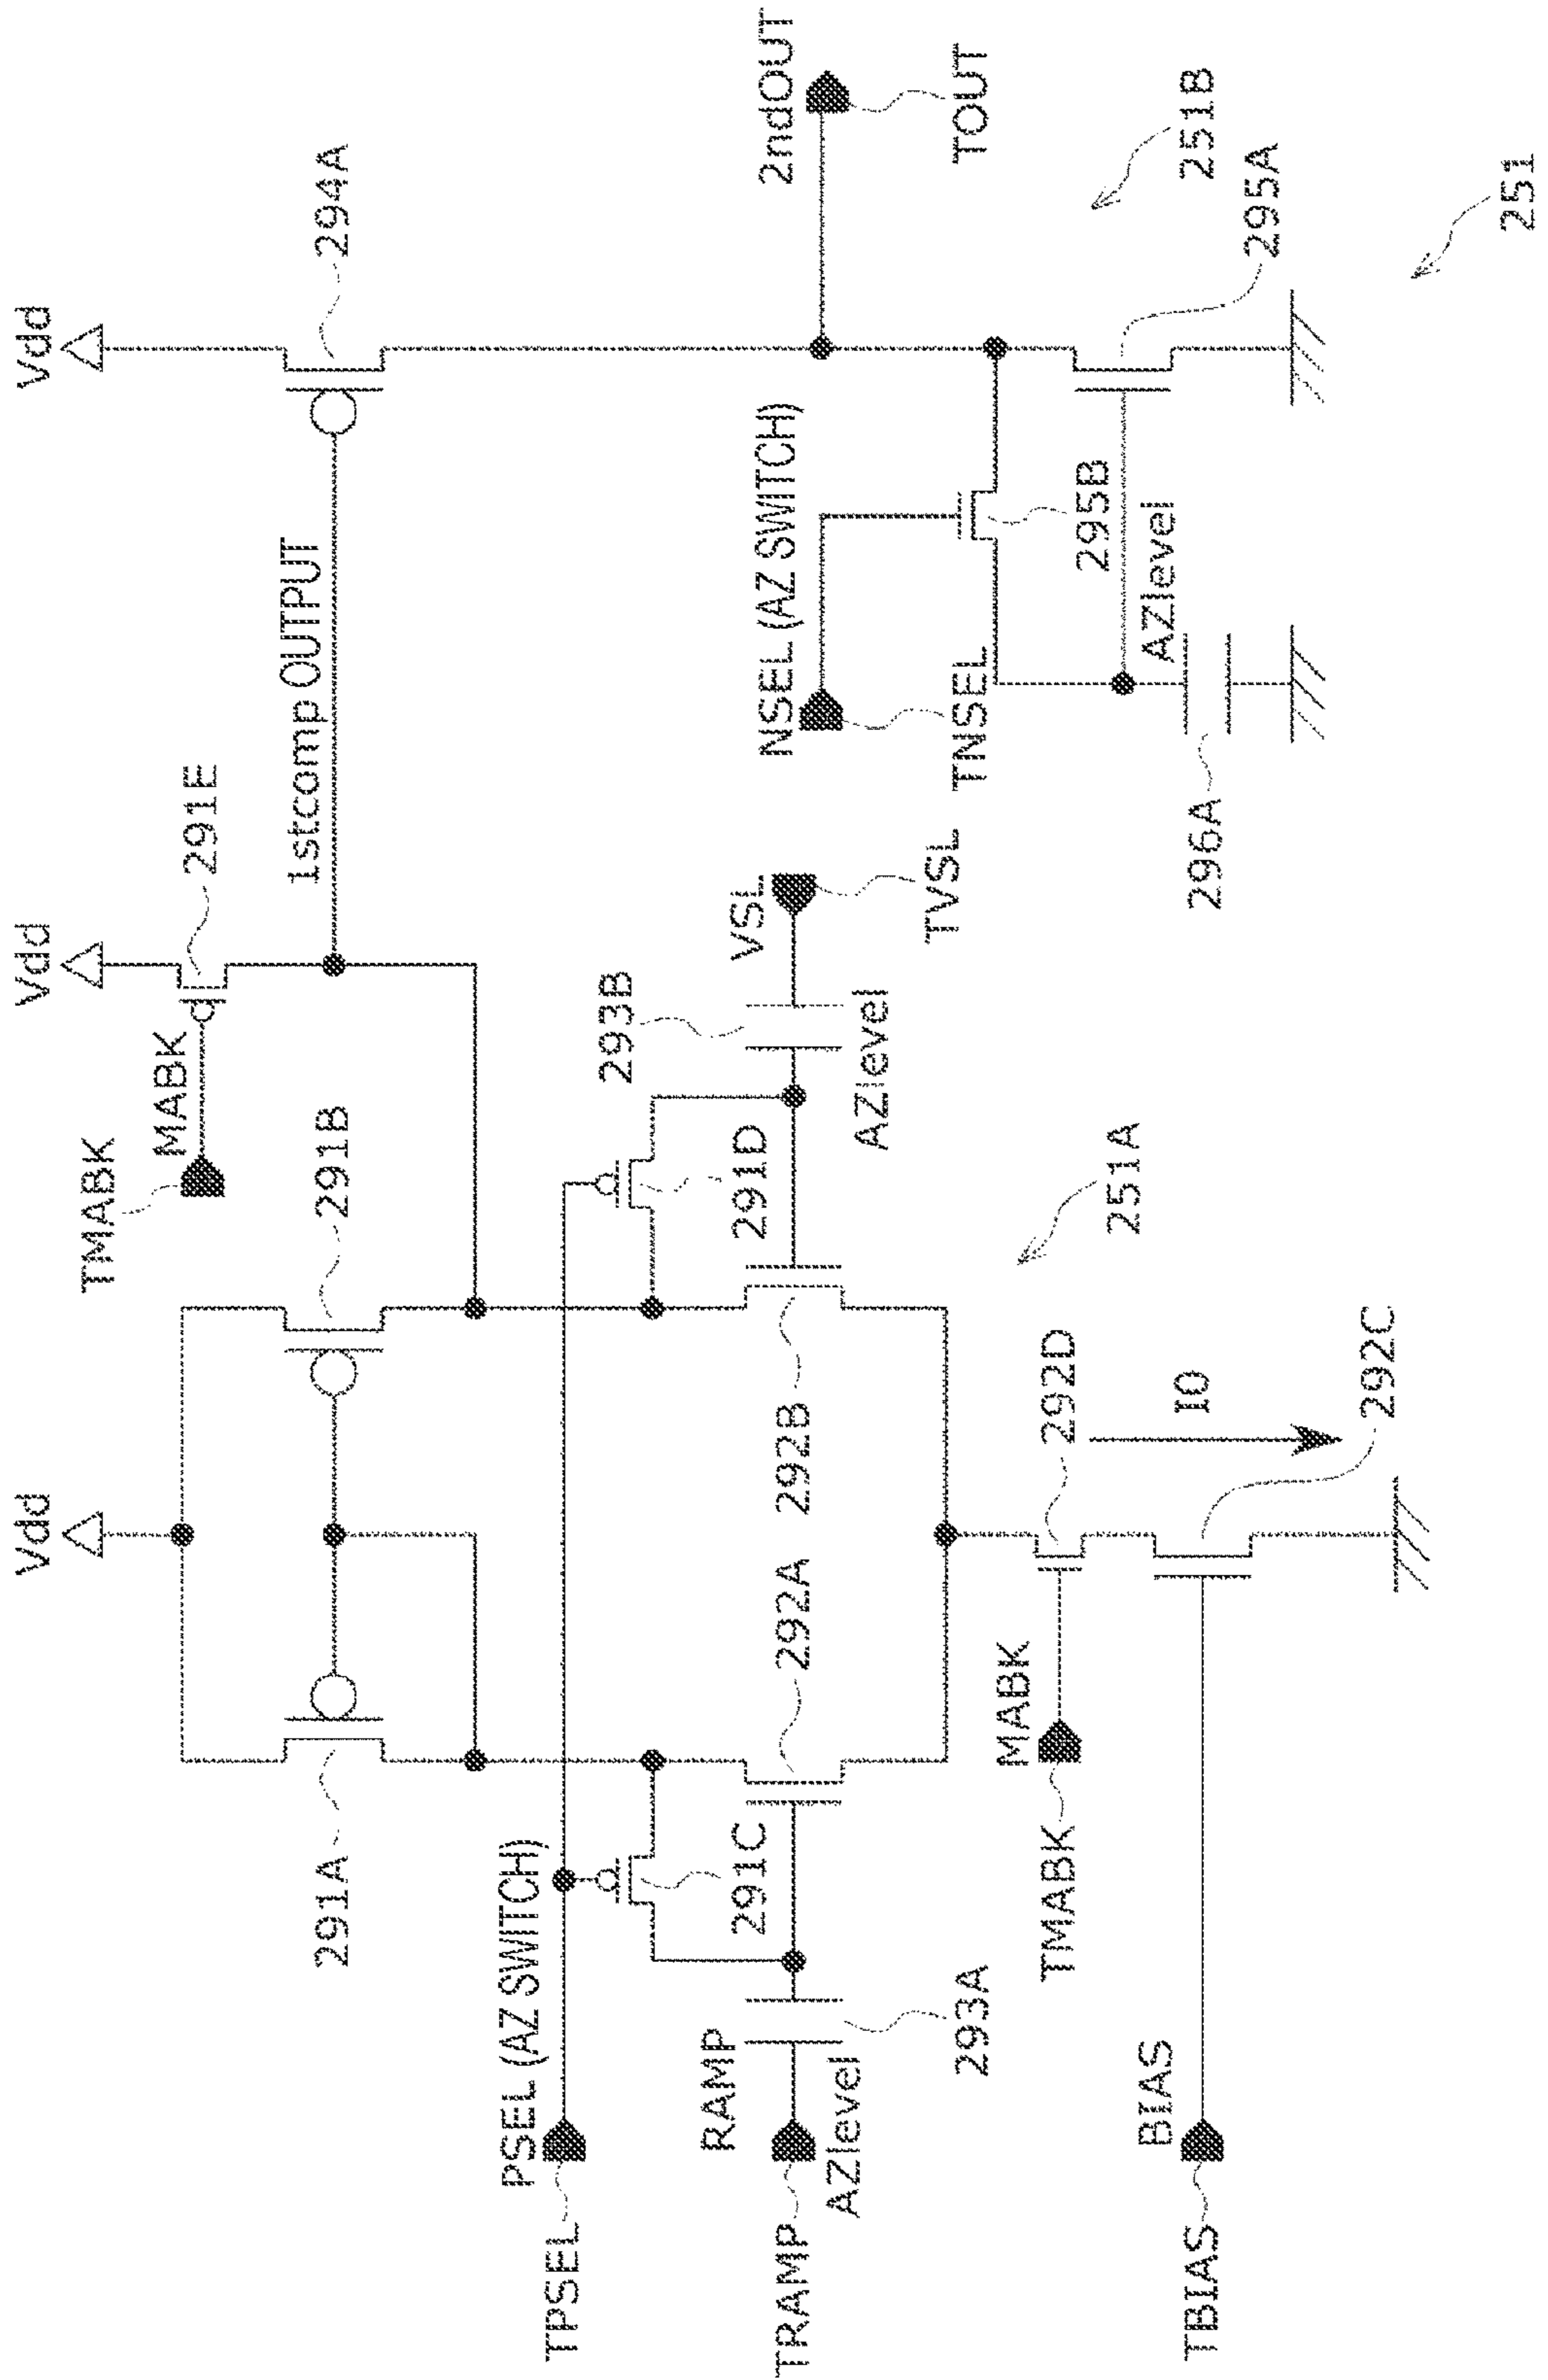 Vdd
Vdd
Vdd
TMABK
MABK
291E
291A
291B
1stcomp OUTPUT
294A
PSEL (AZ SWITCH)
TPSEL
291C
291D
293B
RAMP
TRAMP
AZlevel
293A
292A
292B
VSL
TVSL
AZlevel
NSEL (AZ SWITCH)
TNSEL
2ndOUT
TOUT
295B
AZlevel
296A
295A
251B
MABK
TMABK
292D
251A
BIAS
TBIAS
IO
292C
251